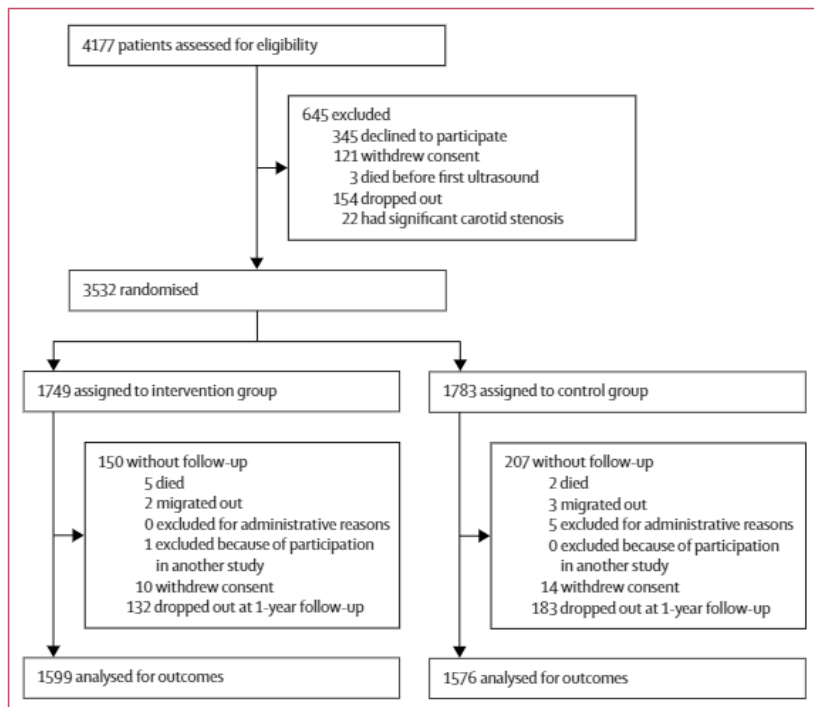 4177 patients assessed for eligibility
645 excluded
345 declined to participate
121 withdrew consent
3 died before first ultrasound
154 dropped out
22 had significant carotid stenosis
3532 randomised
1749 assigned to intervention group
1783 assigned to control group
150 without follow-up
5 died
2 migrated out
0 excluded for administrative reasons
1 excluded because of participation
in another study
10 withdrew consent
132 dropped out at 1-year follow-up
207 without follow-up
2 died
3 migrated out
5 excluded for administrative reasons
0 excluded because of participation
in another study
14 withdrew consent
183 dropped out at 1-year follow-up
1599 analysed for outcomes
1576 analysed for outcomes